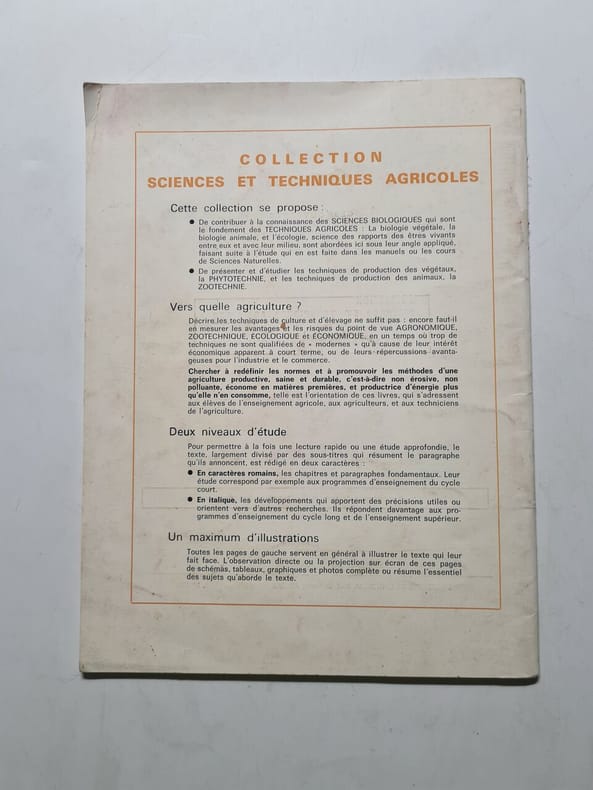 COLLECTION
SCIENCES ET TECHNIQUES AGRICOLES
Cette collection se propose :
● De contribuer à la connaissance des SCIENCES BIOLOGIQUES qui sont
le fondement des TECHNIQUES AGRICOLES : La biologie végétale, la
biologie animale, et l'écologie, science des rapports des êtres vivants
entre eux et avec leur milieu, sont abordées ici sous leur angle appliqué,
faisant suite à l'étude qui en est faite dans les manuels ou les cours
de Sciences Naturelles.
● De présenter et d'étudier les techniques de production des végétaux,
la PHYTOTECHNIE, et les techniques de production des animaux, la
ZOOTECHNIE.
Vers quelle agriculture ?
Décrire les techniques de culture et d'élevage ne suffit pas : encore faut-il
en mesurer les avantages et les risques du point de vue AGRONOMIQUE,
ZOOTECHNIQUE, ÉCOLOGIQUE et ÉCONOMIQUE, en un temps où trop de
techniques ne sont qualifiées de « modernes » qu'à cause de leur intérêt
économique apparent à court terme, ou de leurs répercussions avanta-
geuses pour l'industrie et le commerce.
Chercher à redéfinir les normes et à promouvoir les méthodes d'une
agriculture productive, saine et durable, c'est-à-dire non érosive, non
polluante, économe en matières premières, et productrice d'énergie plus
qu'elle n'en consomme, telle est l'orientation de ces livres, qui s'adressent
aux élèves de l'enseignement agricole, aux agriculteurs, et aux techniciens
de l'agriculture.
Deux niveaux d'étude
Pour permettre à la fois une lecture rapide ou une étude approfondie, le
texte, largement divisé par des sous-titres qui résument le paragraphe
qu'ils annoncent, est rédigé en deux caractères :
● En caractères romains, les chapitres et paragraphes fondamentaux. Leur
étude correspond par exemple aux programmes d'enseignement du cycle
court.
● En italique, les développements qui apportent des précisions utiles ou
orientent vers d'autres recherches. Ils répondent davantage aux pro-
grammes d'enseignement du cycle long et de l'enseignement supérieur.
Un maximum d'illustrations
Toutes les pages de gauche servent en général à illustrer le texte qui leur
fait face. L'observation directe ou la projection sur écran de ces pages
de schémas, tableaux, graphiques et photos complète ou résume l'essentiel
des sujets qu'aborde le texte.